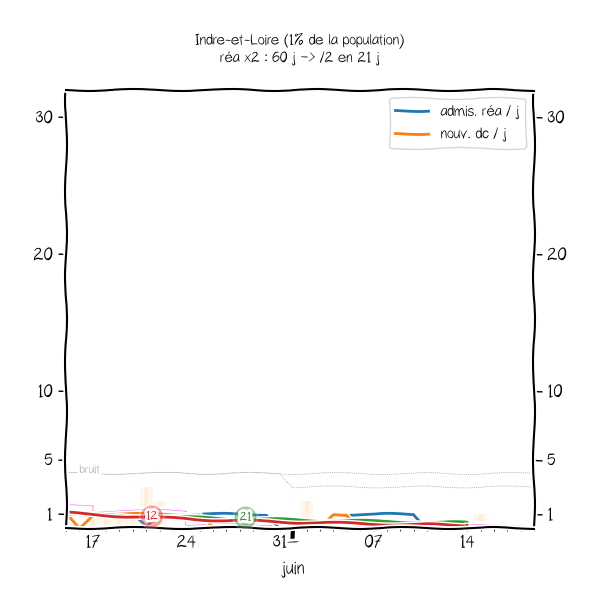 Indre-et-Loire (1% de la population)
réa x2 : 60 j -> /2 en 21 j
admis. réa / j
nouv. dc / j
30
30
20
20
10
10
5
5
bruit
1
1
12
21
17
24
31
07
14
juin